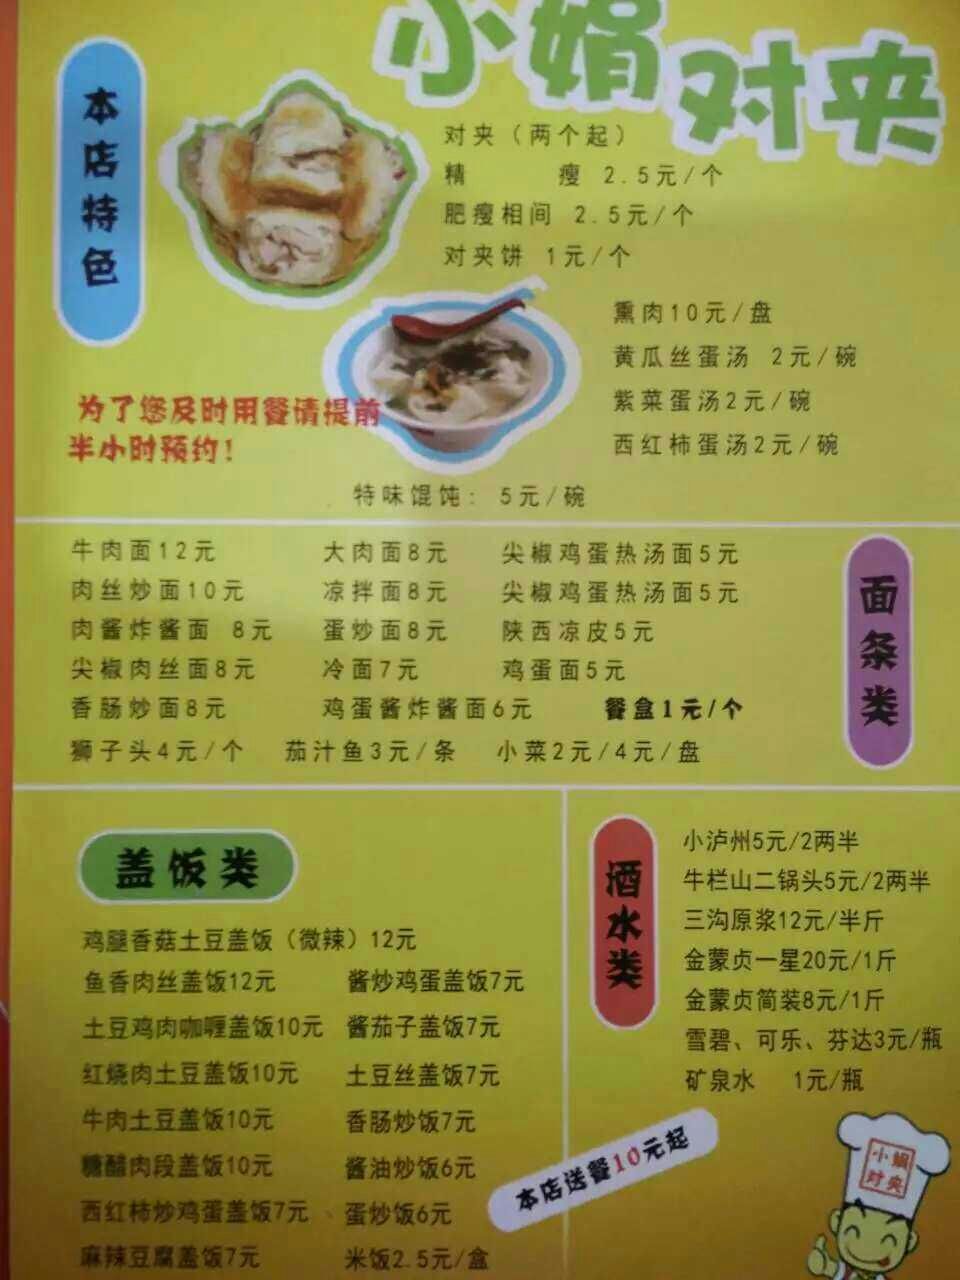 小娟对夹
本店特色
对夹（两个起）
精 瘦 2.5元/个
肥瘦相间 2.5元/个
对夹饼 1元/个
熏肉10元/盘
黄瓜丝蛋汤 2元/碗
紫菜蛋汤2元/碗
西红柿蛋汤2元/碗
为了您及时用餐请提前
半小时预约！
特味馄饨：5元/碗
面条类
牛肉面12元 大肉面8元 尖椒鸡蛋热汤面5元
肉丝炒面10元 凉拌面8元 尖椒鸡蛋热汤面5元
肉酱炸酱面 8元 蛋炒面8元 陕西凉皮5元
尖椒肉丝面8元 冷面7元 鸡蛋面5元
香肠炒面8元 鸡蛋酱炸酱面6元 餐盒1元/个
狮子头4元/个 茄汁鱼3元/条 小菜2元/4元/盘
盖饭类
鸡腿香菇土豆盖饭（微辣）12元
鱼香肉丝盖饭12元 酱炒鸡蛋盖饭7元
土豆鸡肉咖喱盖饭10元 酱茄子盖饭7元
红烧肉土豆盖饭10元 土豆丝盖饭7元
牛肉土豆盖饭10元 香肠炒饭7元
糖醋肉段盖饭10元 酱油炒饭6元
西红柿炒鸡蛋盖饭7元 蛋炒饭6元
麻辣豆腐盖饭7元 米饭2.5元/盒
酒水类
小泸州5元/2两半
牛栏山二锅头5元/2两半
三沟原浆12元/半斤
金蒙贞一星20元/1斤
金蒙贞简装8元/1斤
雪碧、可乐、芬达3元/瓶
矿泉水 1元/瓶
本店送餐10元起
小娟
对夹